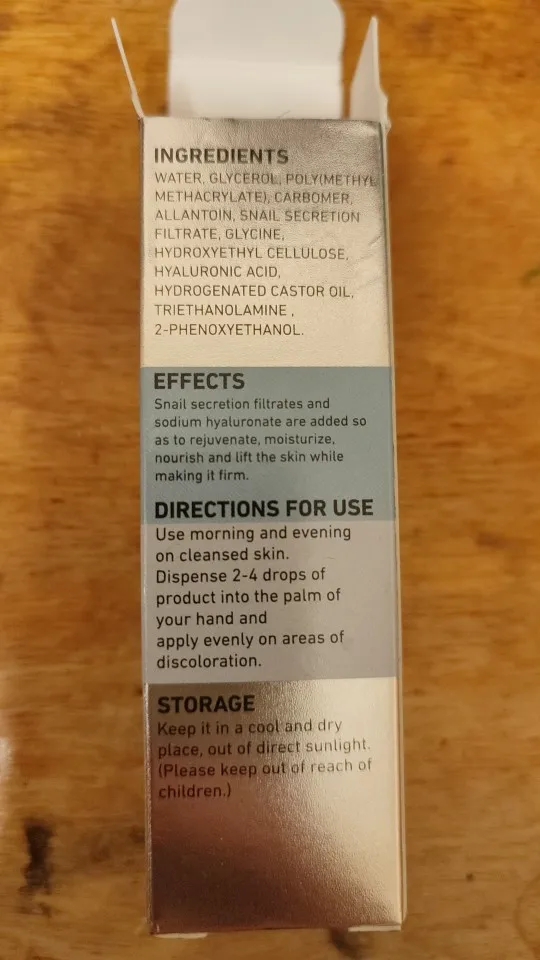 INGREDIENTS
WATER, GLYCEROL, POLY(METHYL
METHACRYLATE), CARBOMER,
ALLANTOIN, SNAIL SECRETION
FILTRATE, GLYCINE,
HYDROXYETHYL CELLULOSE,
HYALURONIC ACID,
HYDROGENATED CASTOR OIL,
TRIETHANOLAMINE ,
2-PHENOXYETHANOL.
EFFECTS
Snail secretion filtrates and
sodium hyaluronate are added so
as to rejuvenate, moisturize,
nourish and lift the skin while
making it firm.
DIRECTIONS FOR USE
Use morning and evening
on cleansed skin.
Dispense 2-4 drops of
product into the palm of
your hand and
apply evenly on areas of
discoloration.
STORAGE
Keep it in a cool and dry
place, out of direct sunlight.
(Please keep out of reach of
children.)